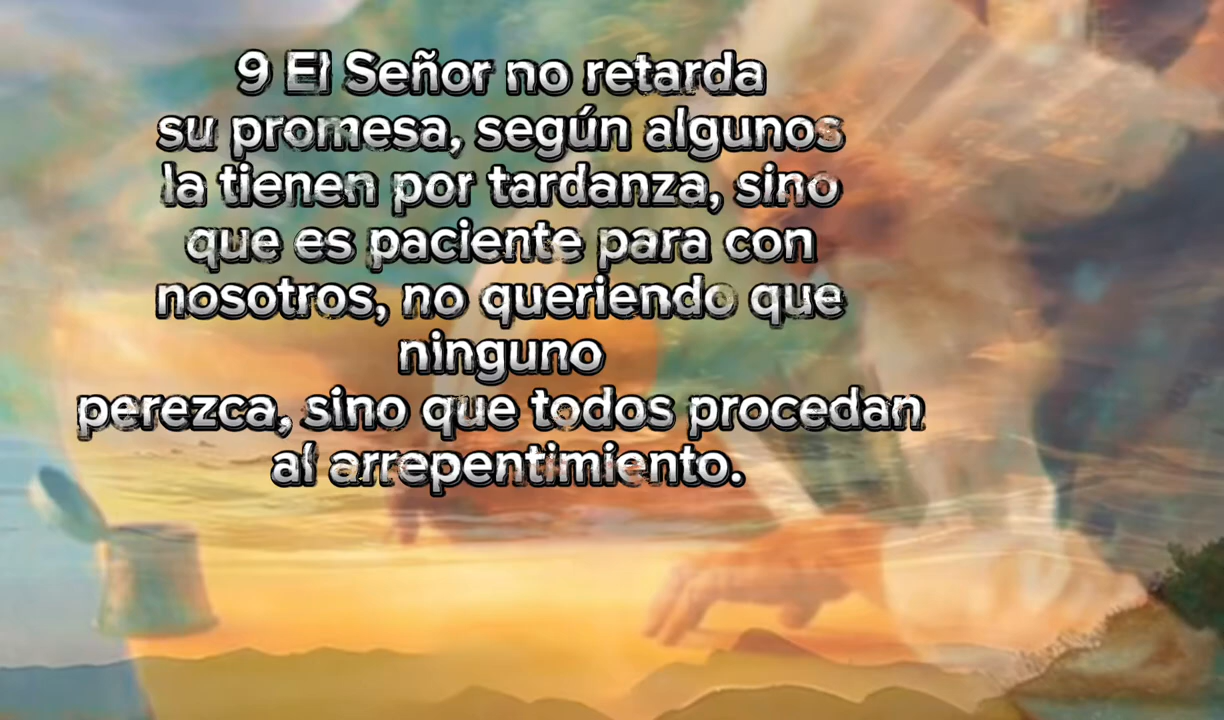 9 El Señor no retarda
su promesa, según algunos
la tienen por tardanza, sino
que es paciente para con
nosotros, no queriendo que
ninguno
perezca, sino que todos procedan
al arrepentimiento.